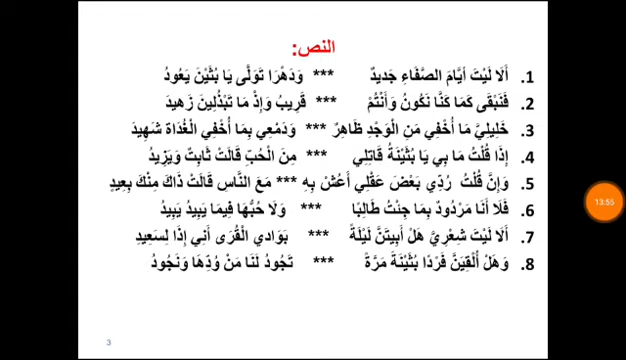 النص:
1. أَلَا لَيْتَ أَيَّامَ الصَّفَاءِ جَديدُ *** وَدَهْرَا تَوَلَّى يَا بُثَيْنَ يَعُودُ
2. فَنَبْقَى كَمَا كَنَّا نَكُونُ وَأَنْتُمْ *** قَرِيبُ وَإِذْ مَا تَبْذُلِينَ زَهيدُ
3. خَلِيلِيَّ مَا أُخْفِي مَنِ الْوَجْدِ ظَاهِرٌ *** وَدَمْعِي بِمَا أُخْفِي الْغُدَاةَ شَهِيدُ
4. إِذَا قُلْتُ مَا بِي يَا بُثَيْنَةُ قَاتِلِي *** مِنَ الْحُبِّ قَالَتْ ثَابِتٌ وَيَزِيدُ
5. وَإِنَّ قُلْتُ رُدِّي بَعْضَ عَقْلِي أَعُشْ بِهِ *** مَعَ النَّاسِ قَالَتْ ذَاكَ مِنْكَ بِعِيدٍ
6. فَلَا أَنَا مَرْدُودٌ بِمَا جِئْتُ طَالِبًا *** وَلَا حُبَّهَا فِيمَا يَبِيدُ يَبِيدُ
7. أَلَا لَيْتَ شِعْرِيَّ هَلْ أَبِيتَنَّ لَيْلَةً *** بَوَادِي الْقُرَى أَنِي إِذَا لِسَعِيدِ
8. وَهَلْ أَلْقَيَنَّ فَرْدًا بُثَيْنَةَ مَرَّةً *** تَجُودُ لَنَا مَنْ وُدِّهَا وَنَجُودُ
13:55
3